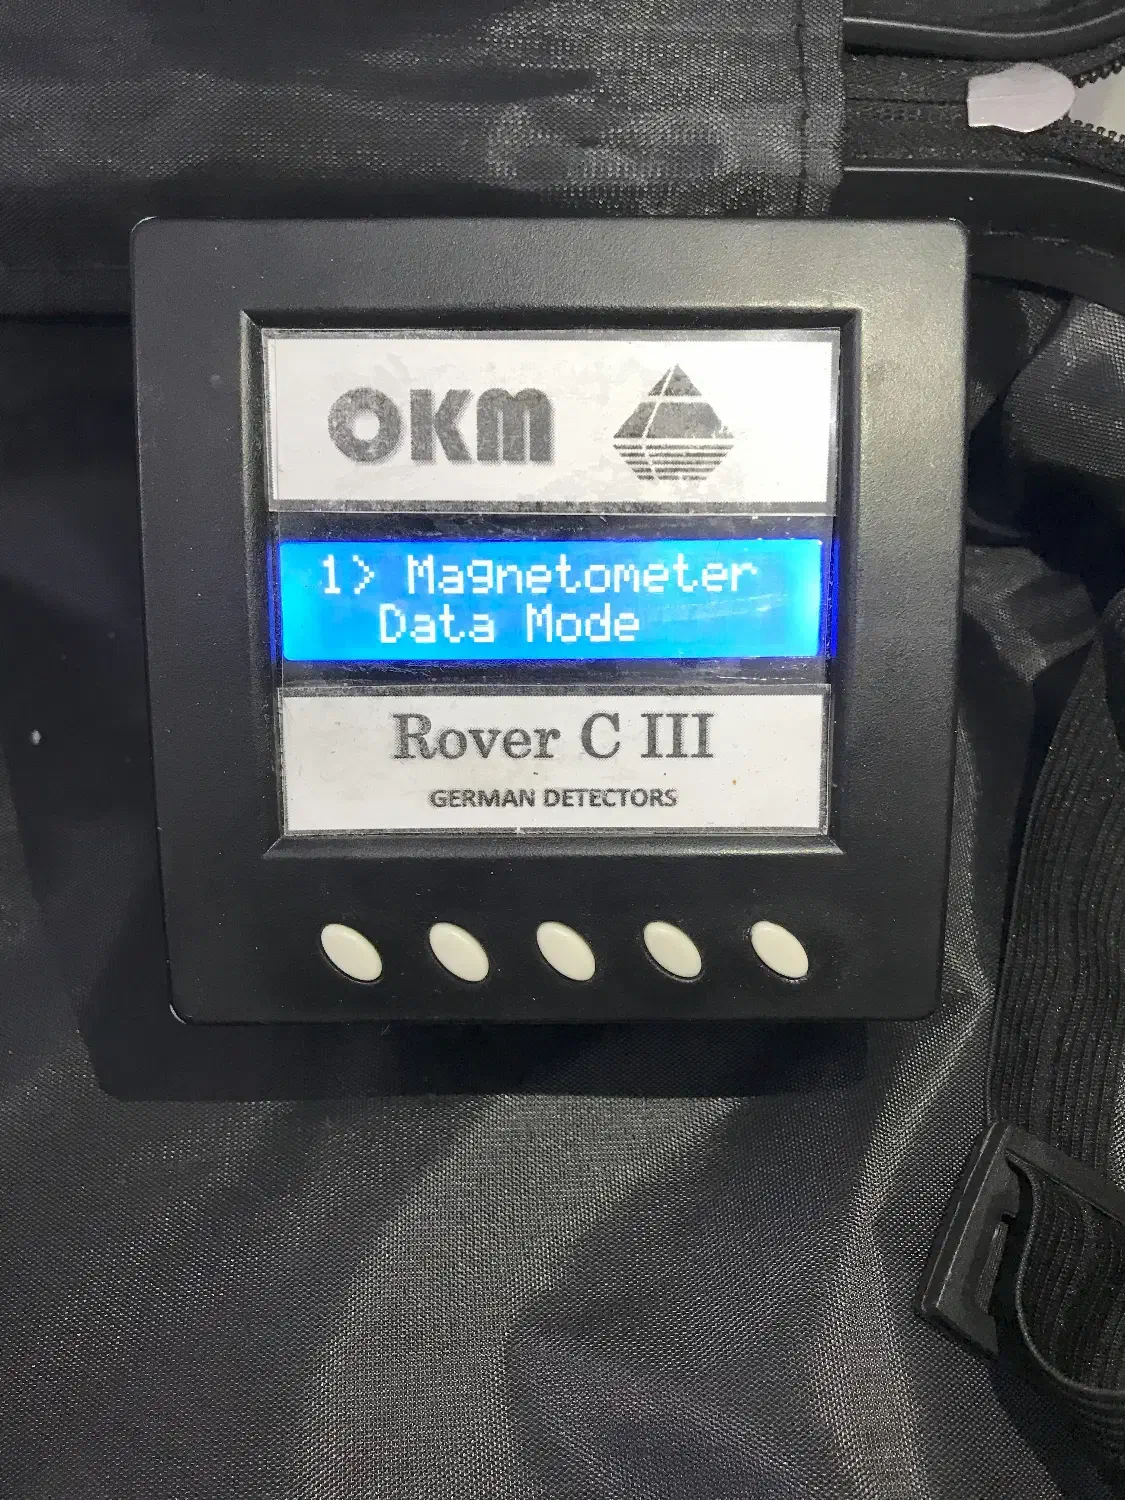 OKM
1> Magnetometer
Data Mode
Rover C III
GERMAN DETECTORS